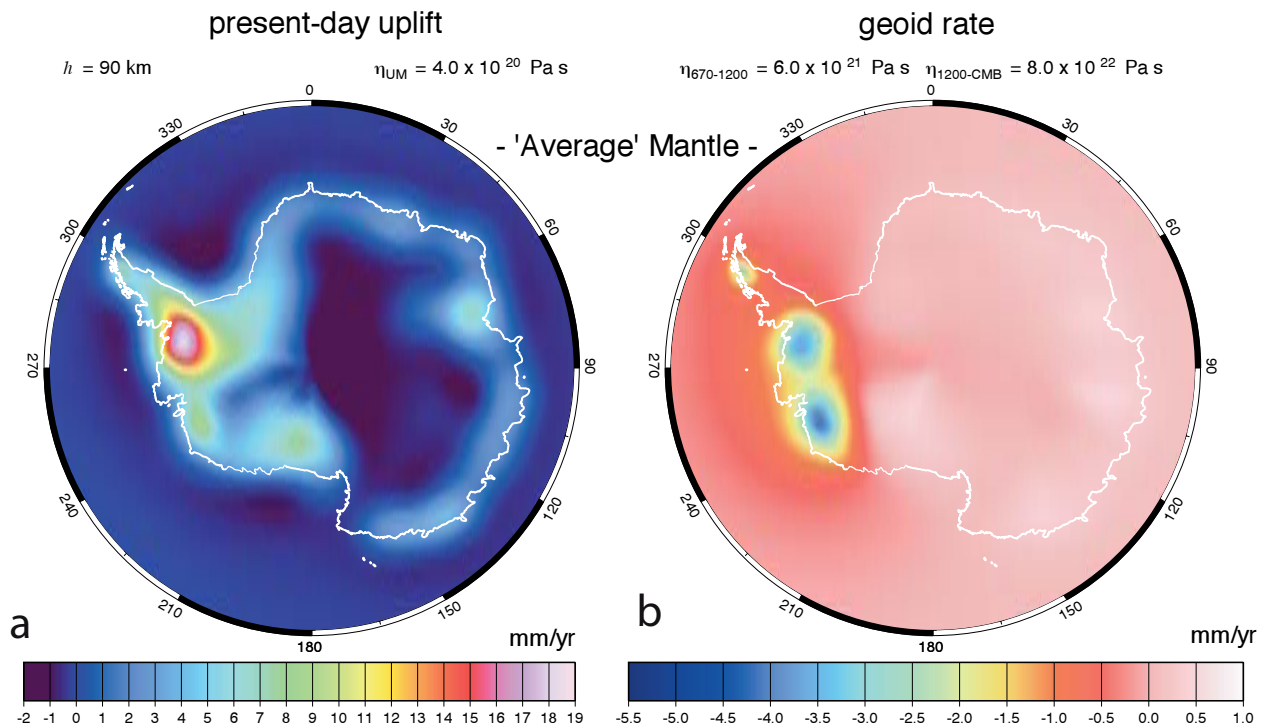 present-day uplift
geoid rate
h = 90 km
η_UM = 4.0 x 10^20 Pa s
η_670-1200 = 6.0 x 10^21 Pa s
η_1200-CMB = 8.0 x 10^22 Pa s
- 'Average' Mantle -
0
30
60
90
120
150
180
210
240
270
300
330
0
30
60
90
120
150
180
210
240
270
300
330
a
mm/yr
-2 -1 0 1 2 3 4 5 6 7 8 9 10 11 12 13 14 15 16 17 18 19
b
mm/yr
-5.5 -5.0 -4.5 -4.0 -3.5 -3.0 -2.5 -2.0 -1.5 -1.0 -0.5 0.0 0.5 1.0